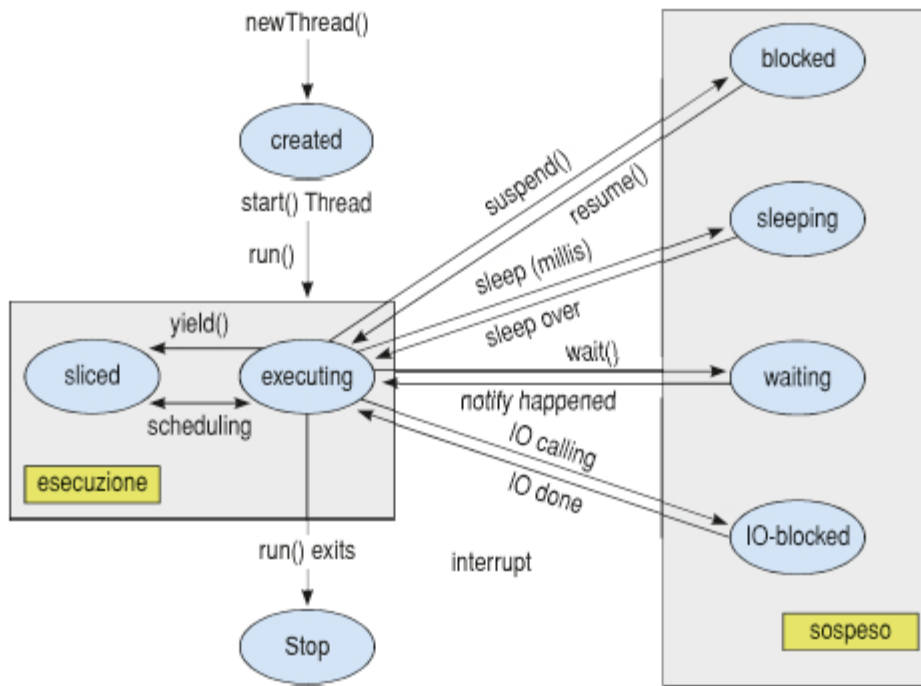 newThread()
blocked
created
suspend()
resume()
start() Thread
sleeping
run()
sleep (millis)
sleep over
yield()
wait()
sliced
executing
waiting
notify happened
scheduling
IO calling
esecuzione
IO done
IO-blocked
run() exits
interrupt
Stop
sospeso